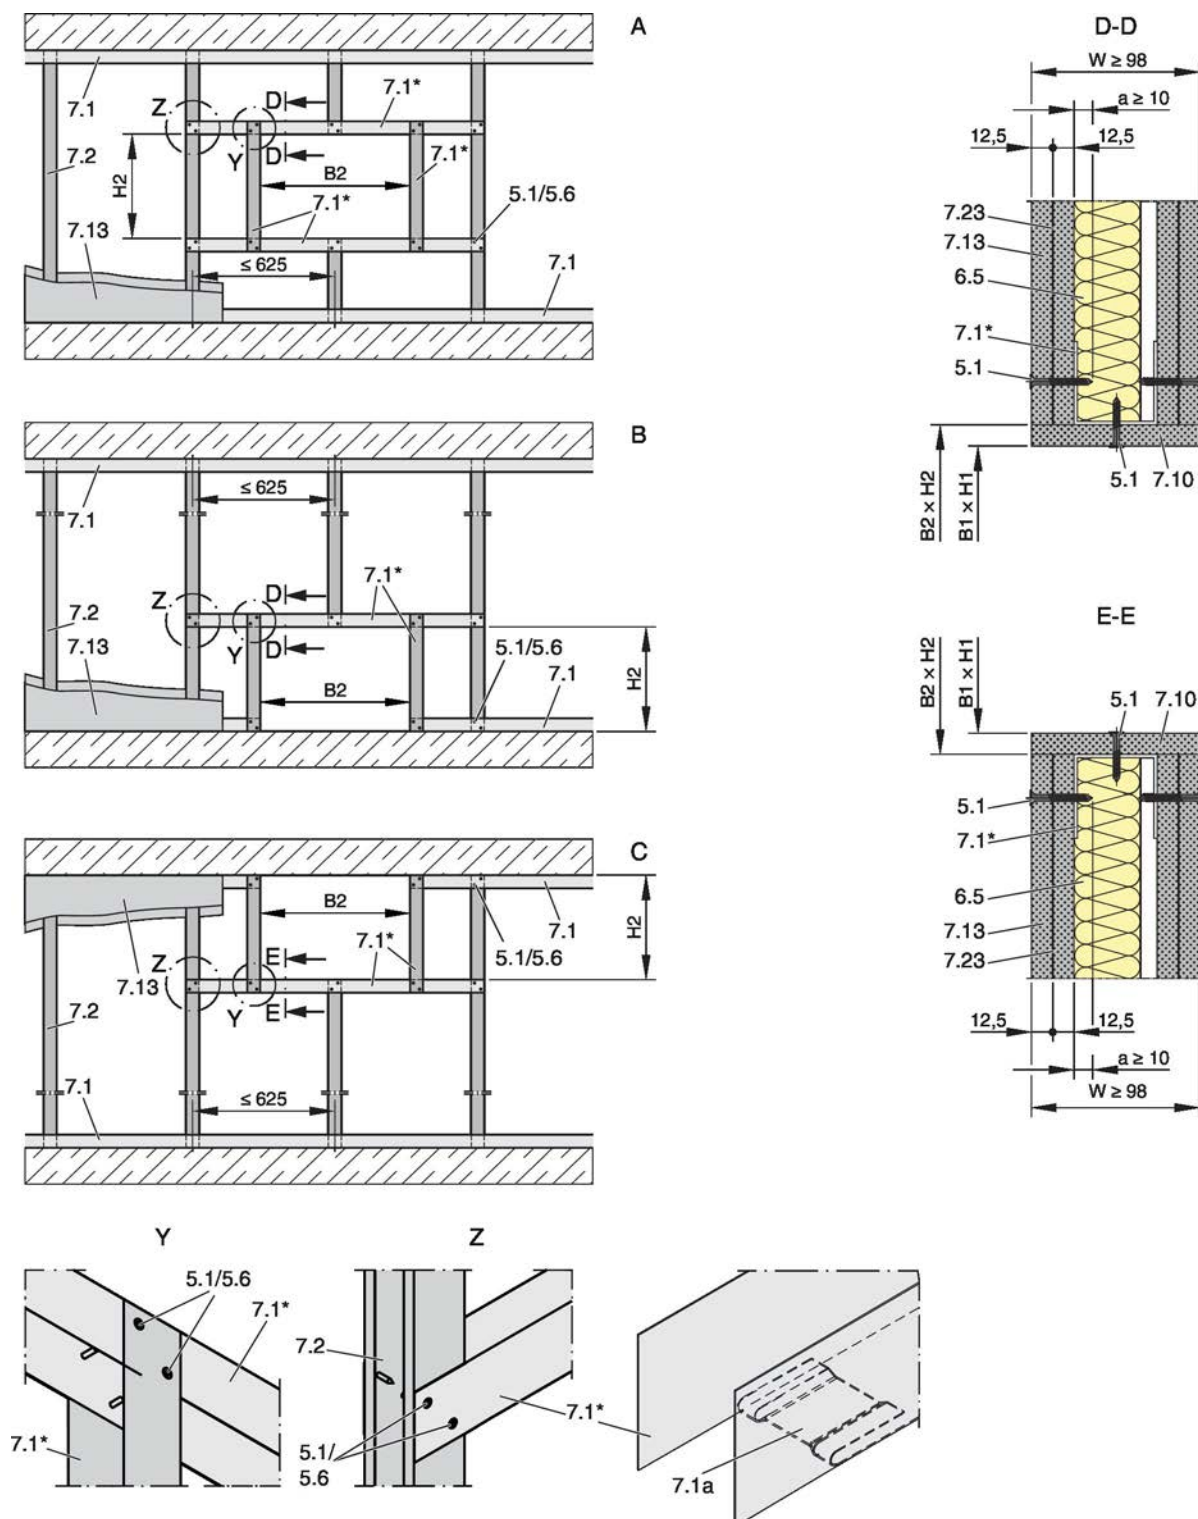 A
7.1
7.1*
Z
D
7.2
H2
Y
D
7.1*
B2
7.1*
5.1/5.6
7.13
≤ 625
7.1
B
≤ 625
7.1
7.1*
Z
D
7.2
Y
D
5.1/5.6
7.13
7.1
B2
H2
C
B2
7.1
5.1/5.6
H2
7.1*
Z
E
7.13
7.2
Y
E
7.1
≤ 625
D-D
W ≥ 98
a ≥ 10
12,5
12,5
7.23
7.13
6.5
7.1*
5.1
5.1
7.10
B2 × H2
B1 × H1
E-E
B2 × H2
B1 × H1
5.1
7.10
5.1
7.1*
6.5
7.13
7.23
12,5
12,5
a ≥ 10
W ≥ 98
Y
5.1/5.6
7.1*
7.1*
Z
7.2
7.1*
5.1/
5.6
7.1a